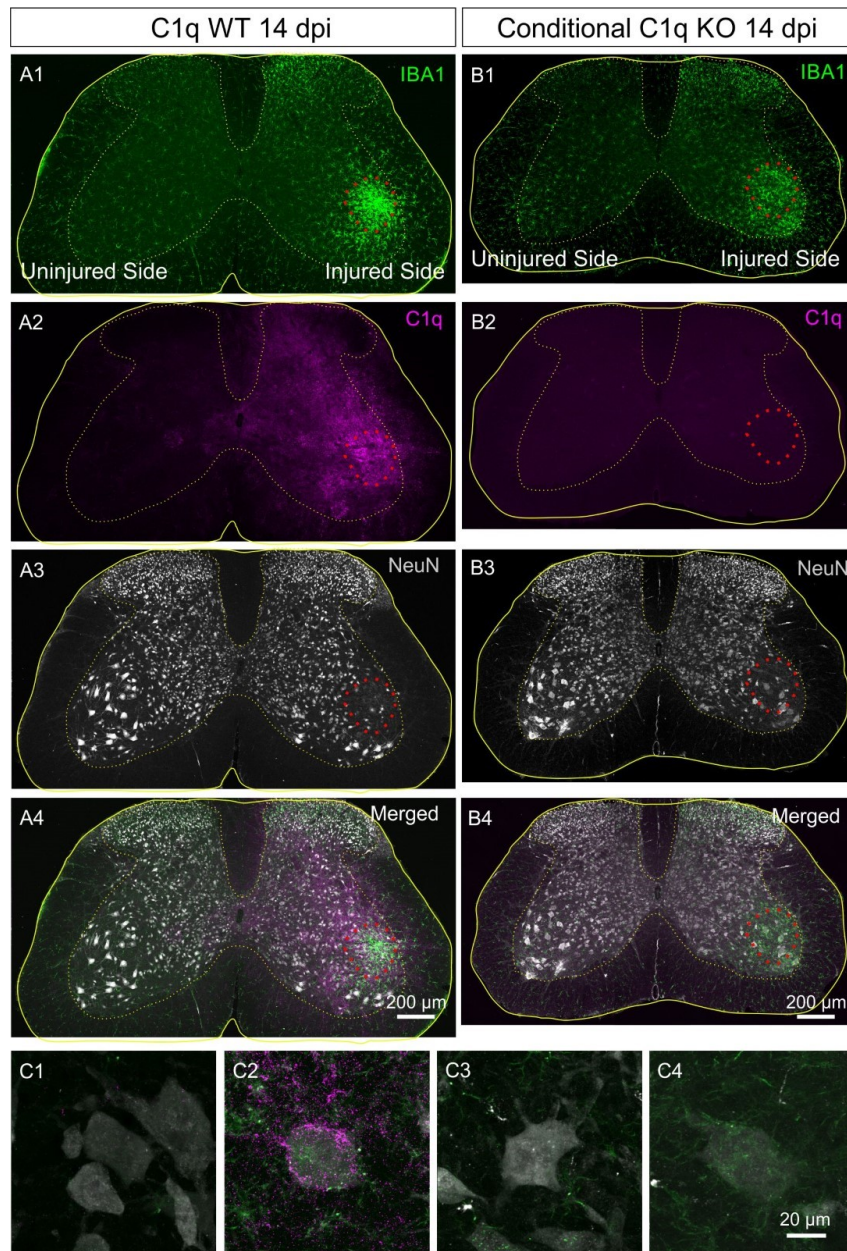 C1q WT 14 dpi
Conditional C1q KO 14 dpi
A1
IBA1
B1
IBA1
Uninjured Side
Injured Side
Uninjured Side
Injured Side
A2
C1q
B2
C1q
A3
NeuN
B3
NeuN
A4
Merged
B4
Merged
200 µm
200 µm
C1
C2
C3
C4
20 µm